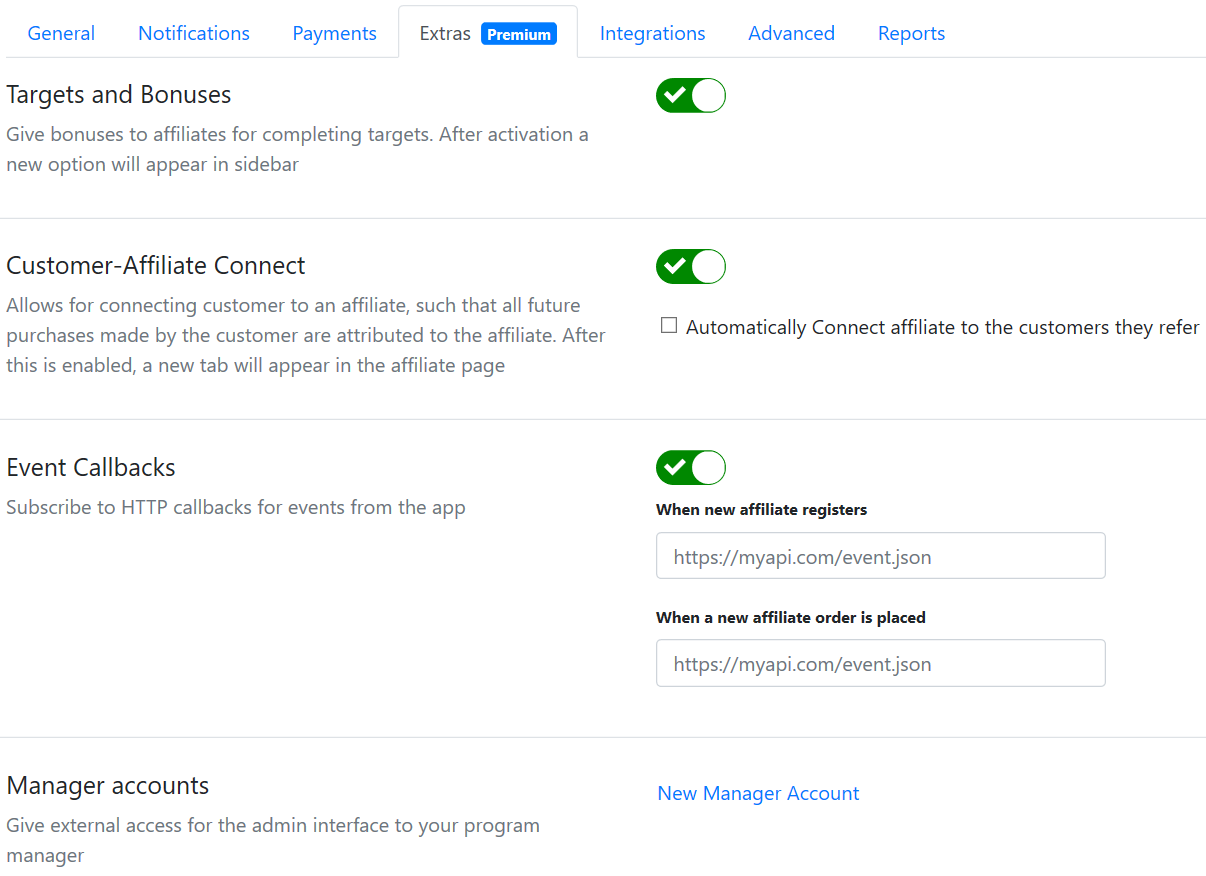 General Notifications Payments Extras Premium Integrations Advanced Reports
Targets and Bonuses
Give bonuses to affiliates for completing targets. After activation a
new option will appear in sidebar
Customer-Affiliate Connect
Allows for connecting customer to an affiliate, such that all future
purchases made by the customer are attributed to the affiliate. After
this is enabled, a new tab will appear in the affiliate page
Automatically Connect affiliate to the customers they refer
Event Callbacks
Subscribe to HTTP callbacks for events from the app
When new affiliate registers
https://myapi.com/event.json
When a new affiliate order is placed
https://myapi.com/event.json
Manager accounts
Give external access for the admin interface to your program
manager
New Manager Account